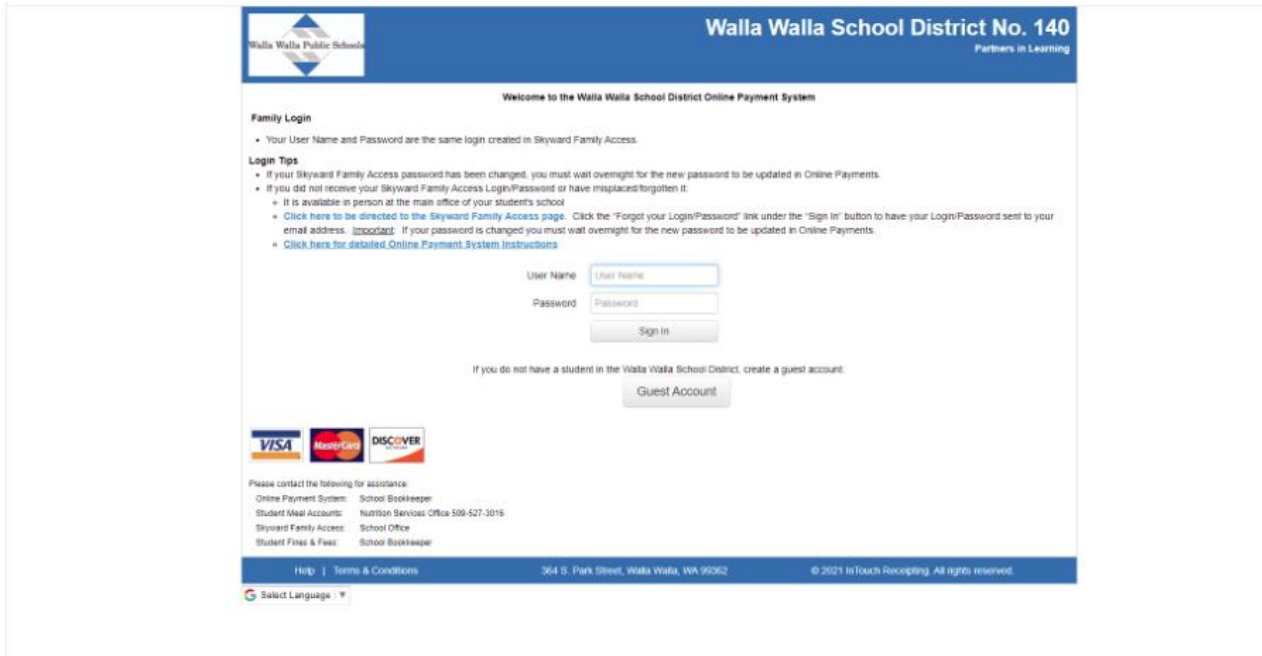 Walla Walla Public Schools
Walla Walla School District No. 140
Partners in Learning
Welcome to the Walla Walla School District Online Payment System
Family Login
Your User Name and Password are the same login created in Skyward Family Access.
Login Tips
If your Skyward Family Access password has been changed, you must wait overnight for the new password to be updated in Online Payments.
If you did not receive your Skyward Family Access Login/Password or have misplaced/forgotten it:
It is available in person at the main office of your student's school
Click here to be directed to the Skyward Family Access page. Click the "Forgot your Login/Password" link under the "Sign In" button to have your Login/Password sent to your
email address. Important: If your password is changed you must wait overnight for the new password to be updated in Online Payments.
Click here for detailed Online Payment System Instructions
User Name User Name
Password Password
Sign In
If you do not have a student in the Walla Walla School District, create a guest account:
Guest Account
VISA MasterCard DISCOVER NETWORK
Please contact the following for assistance:
Online Payment System: School Bookkeeper
Student Meal Accounts: Nutrition Services Office 509-527-3016
Skyward Family Access: School Office
Student Fines & Fees: School Bookkeeper
Help | Terms & Conditions 364 S. Park Street, Walla Walla, WA 99362 © 2021 InTouch Receipting. All rights reserved.
G Select Language ▼